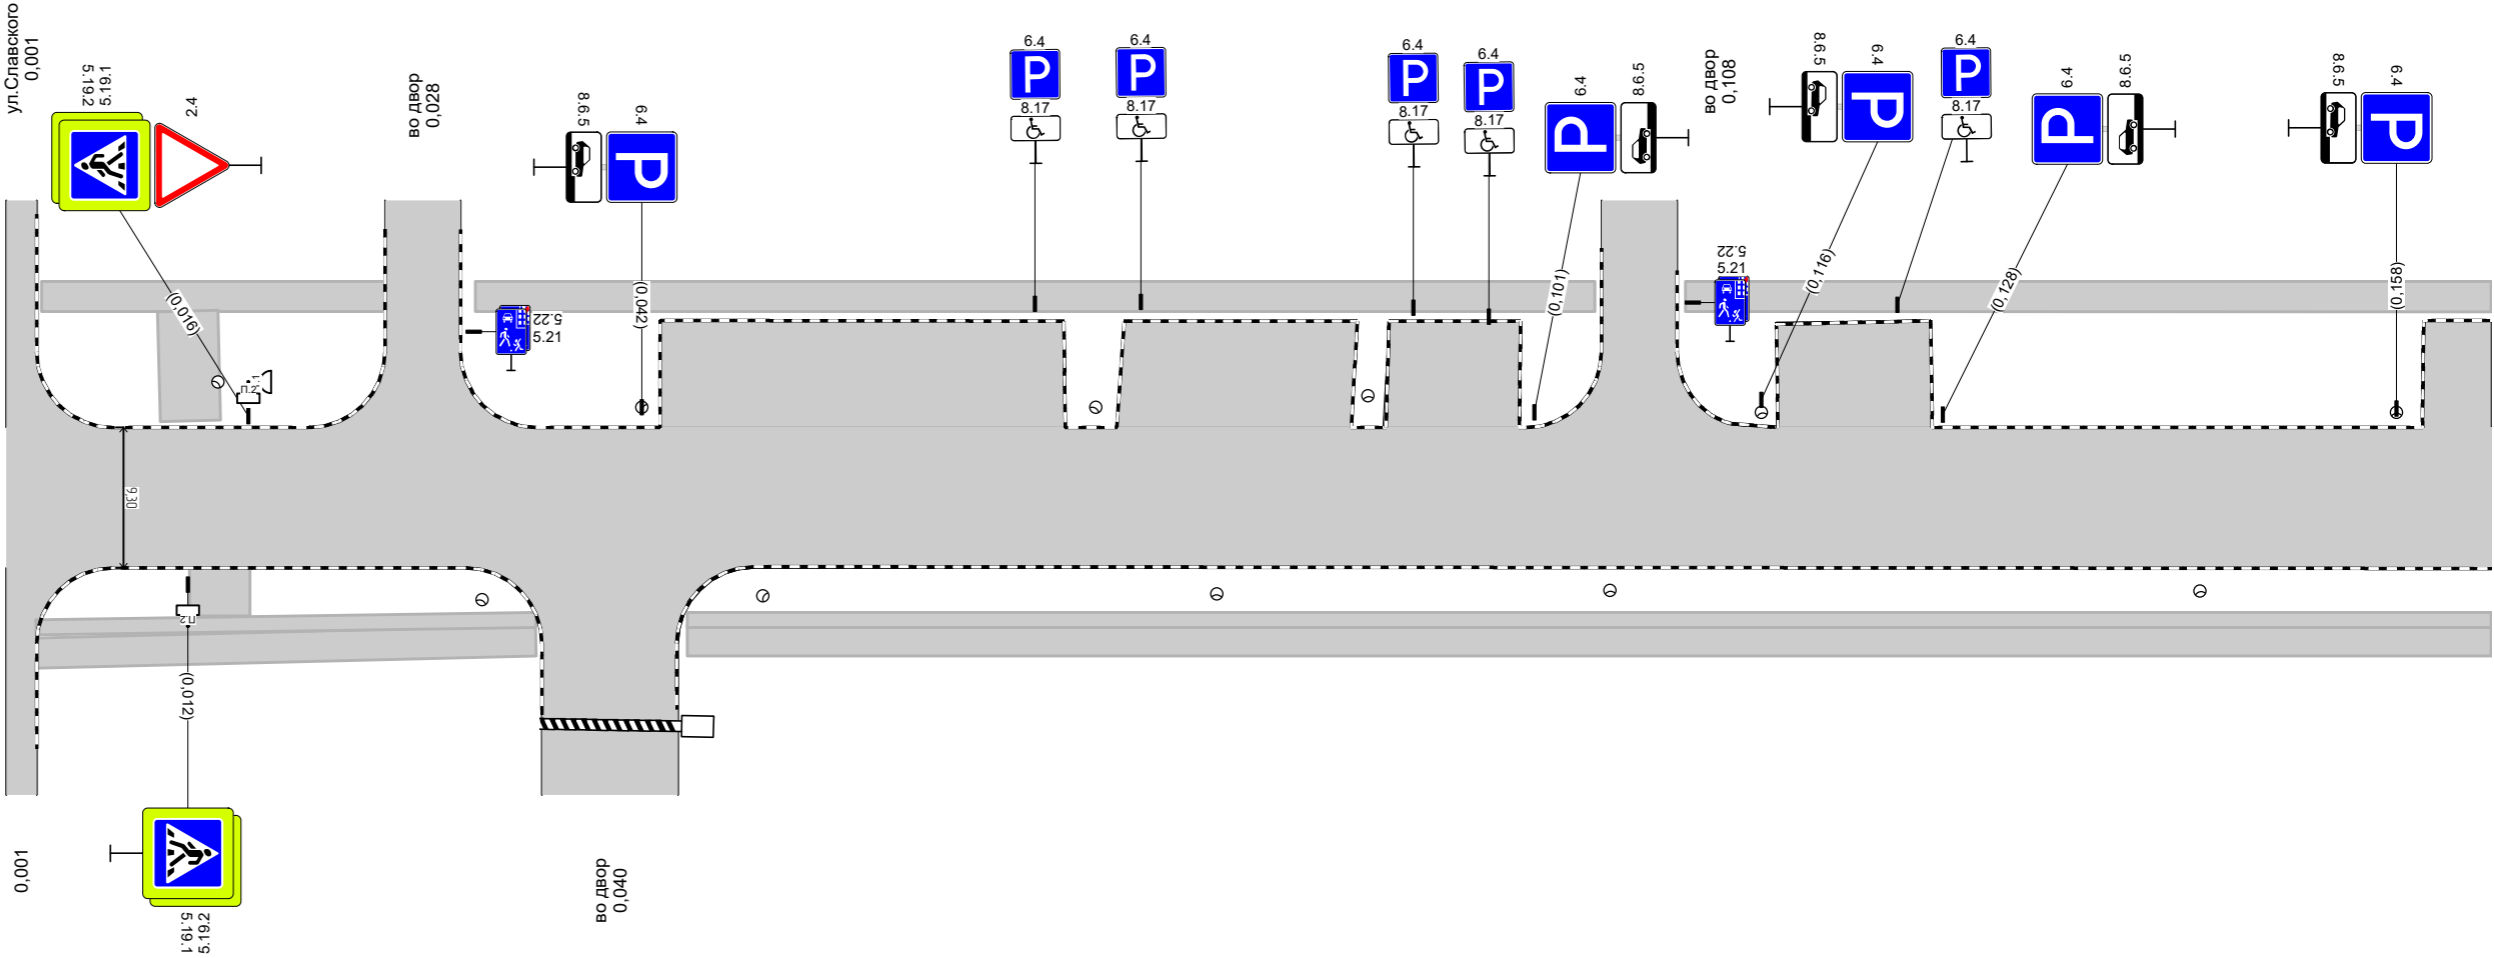 ул.Славского
0,001
5.19.1
5.19.2
2.4
во двор
0,028
8.6.5
6.4
P
6.4
P
8.17
6.4
P
8.17
6.4
P
8.17
6.4
P
8.17
6.4
P
8.6.5
во двор
0,108
8.6.5
6.4
P
6.4
P
8.17
6.4
P
8.6.5
8.6.5
6.4
P
(0,016)
(0,042)
(0,101)
(0,116)
(0,128)
(0,158)
5.22
5.21
5.22
5.21
П.2
9.30
П.2
(0,012)
0,001
5.19.2
5.19.1
во двор
0,040